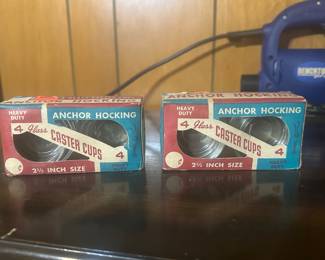 HEAVY
DUTY
ANCHOR HOCKING
4 Glass
CASTER CUPS
4
2½ INCH SIZE
HEAVY
DUTY
ANCHOR HOCKING
4 Glass
CASTER CUPS
4
2½ INCH SIZE